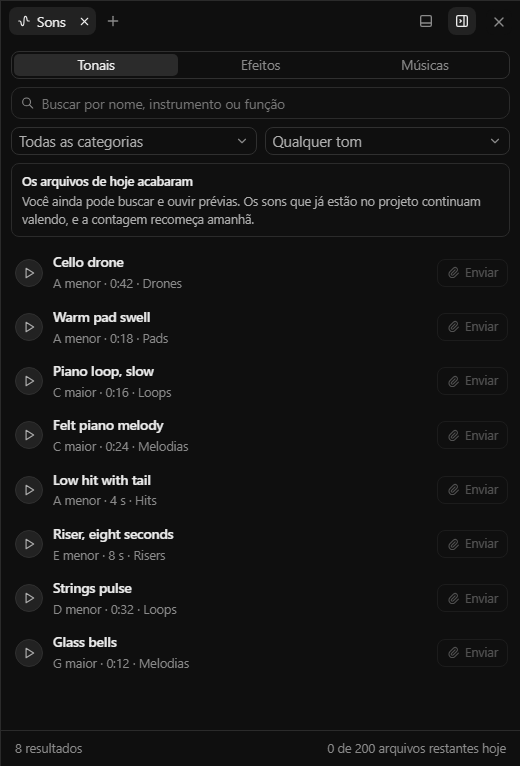 Sons
Tonais
Efeitos
Músicas
Buscar por nome, instrumento ou função
Todas as categorias
Qualquer tom
Os arquivos de hoje acabaram
Você ainda pode buscar e ouvir prévias. Os sons que já estão no projeto continuam
valendo, e a contagem recomeça amanhã.
Cello drone
A menor · 0:42 · Drones
Enviar
Warm pad swell
A menor · 0:18 · Pads
Enviar
Piano loop, slow
C maior · 0:16 · Loops
Enviar
Felt piano melody
C maior · 0:24 · Melodias
Enviar
Low hit with tail
A menor · 4 s · Hits
Enviar
Riser, eight seconds
E menor · 8 s · Risers
Enviar
Strings pulse
D menor · 0:32 · Loops
Enviar
Glass bells
G maior · 0:12 · Melodias
Enviar
8 resultados
0 de 200 arquivos restantes hoje